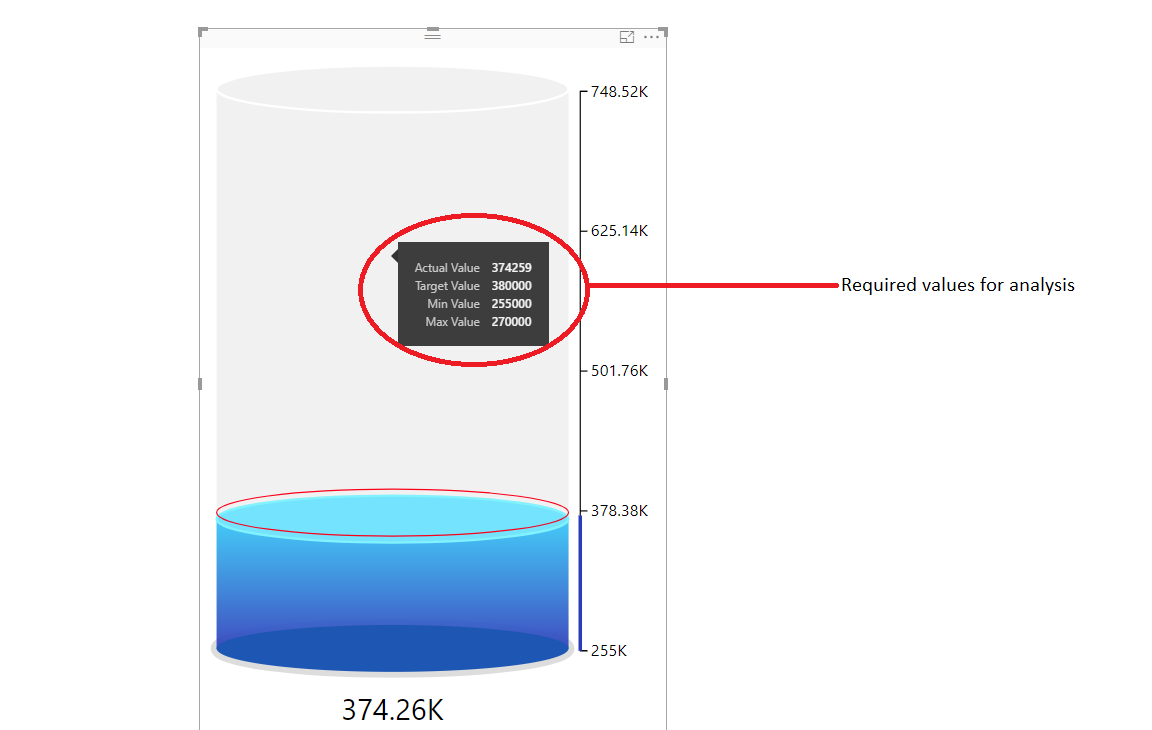 748.52K
625.14K
Actual Value 374259
Target Value 380000
Min Value 255000
Max Value 270000
Required values for analysis
501.76K
378.38K
255K
374.26K